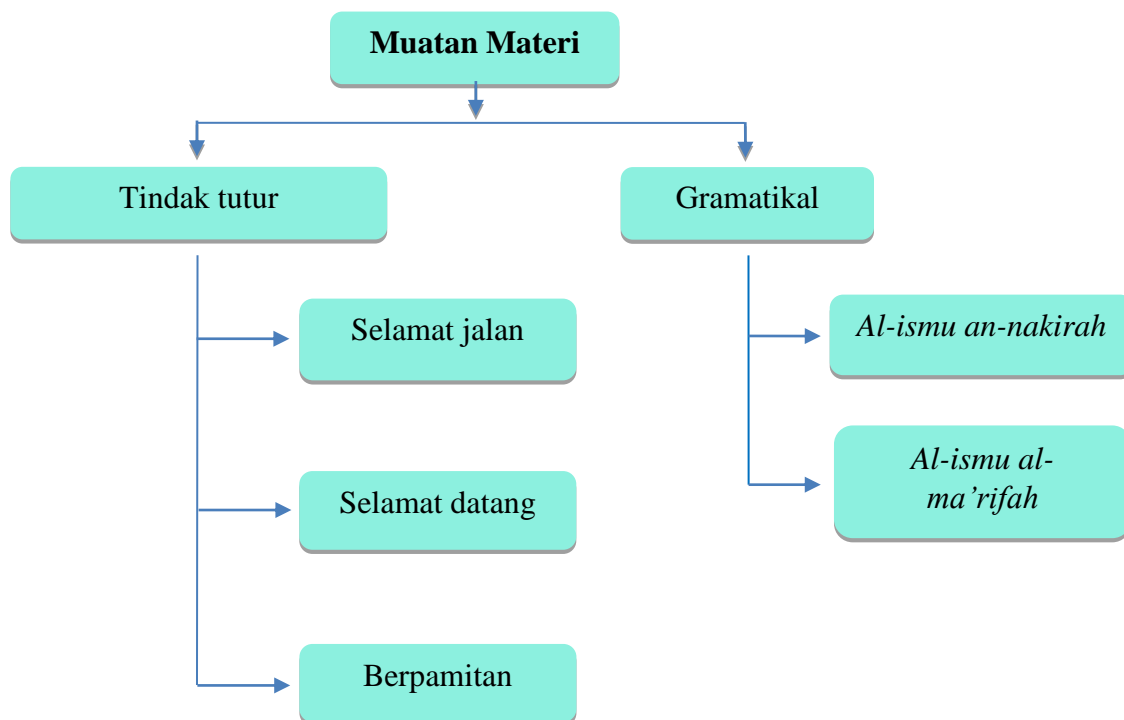 Muatan Materi
Tindak tutur
Gramatikal
Selamat jalan
Selamat datang
Berpamitan
Al-ismu an-nakirah
Al-ismu al-
ma’rifah